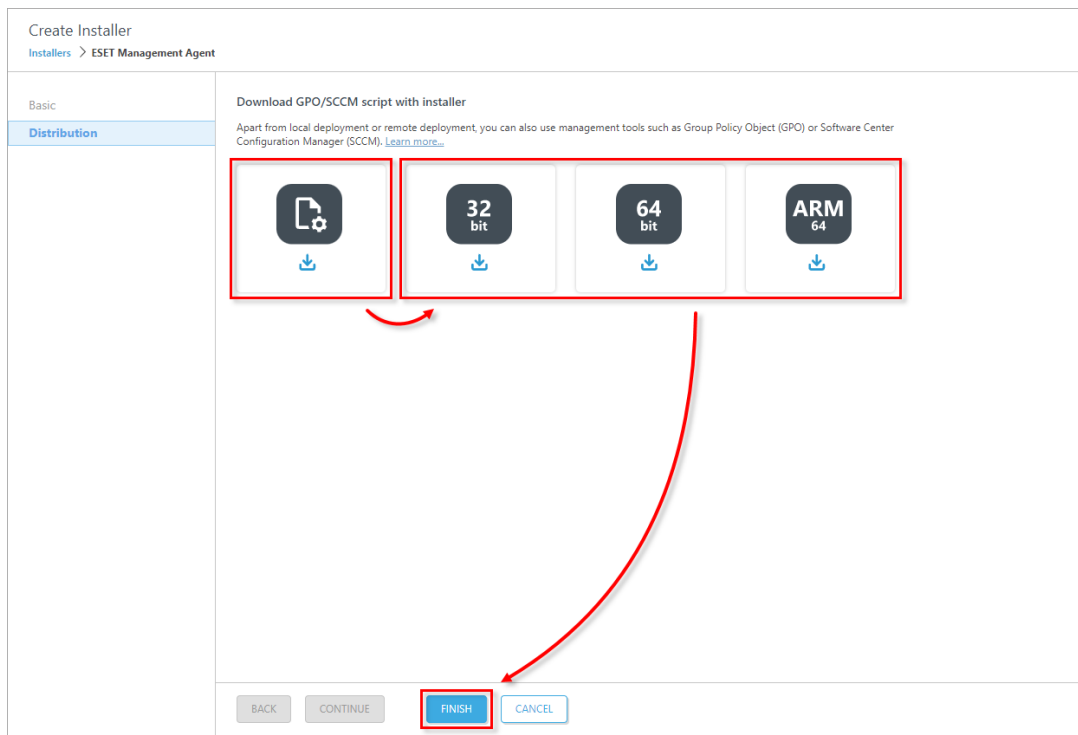 Create Installer
Installers > ESET Management Agent
Basic
Distribution
Download GPO/SCCM script with installer
Apart from local deployment or remote deployment, you can also use management tools such as Group Policy Object (GPO) or Software Center
Configuration Manager (SCCM). Learn more...
32
bit
64
bit
ARM
64
BACK
CONTINUE
FINISH
CANCEL